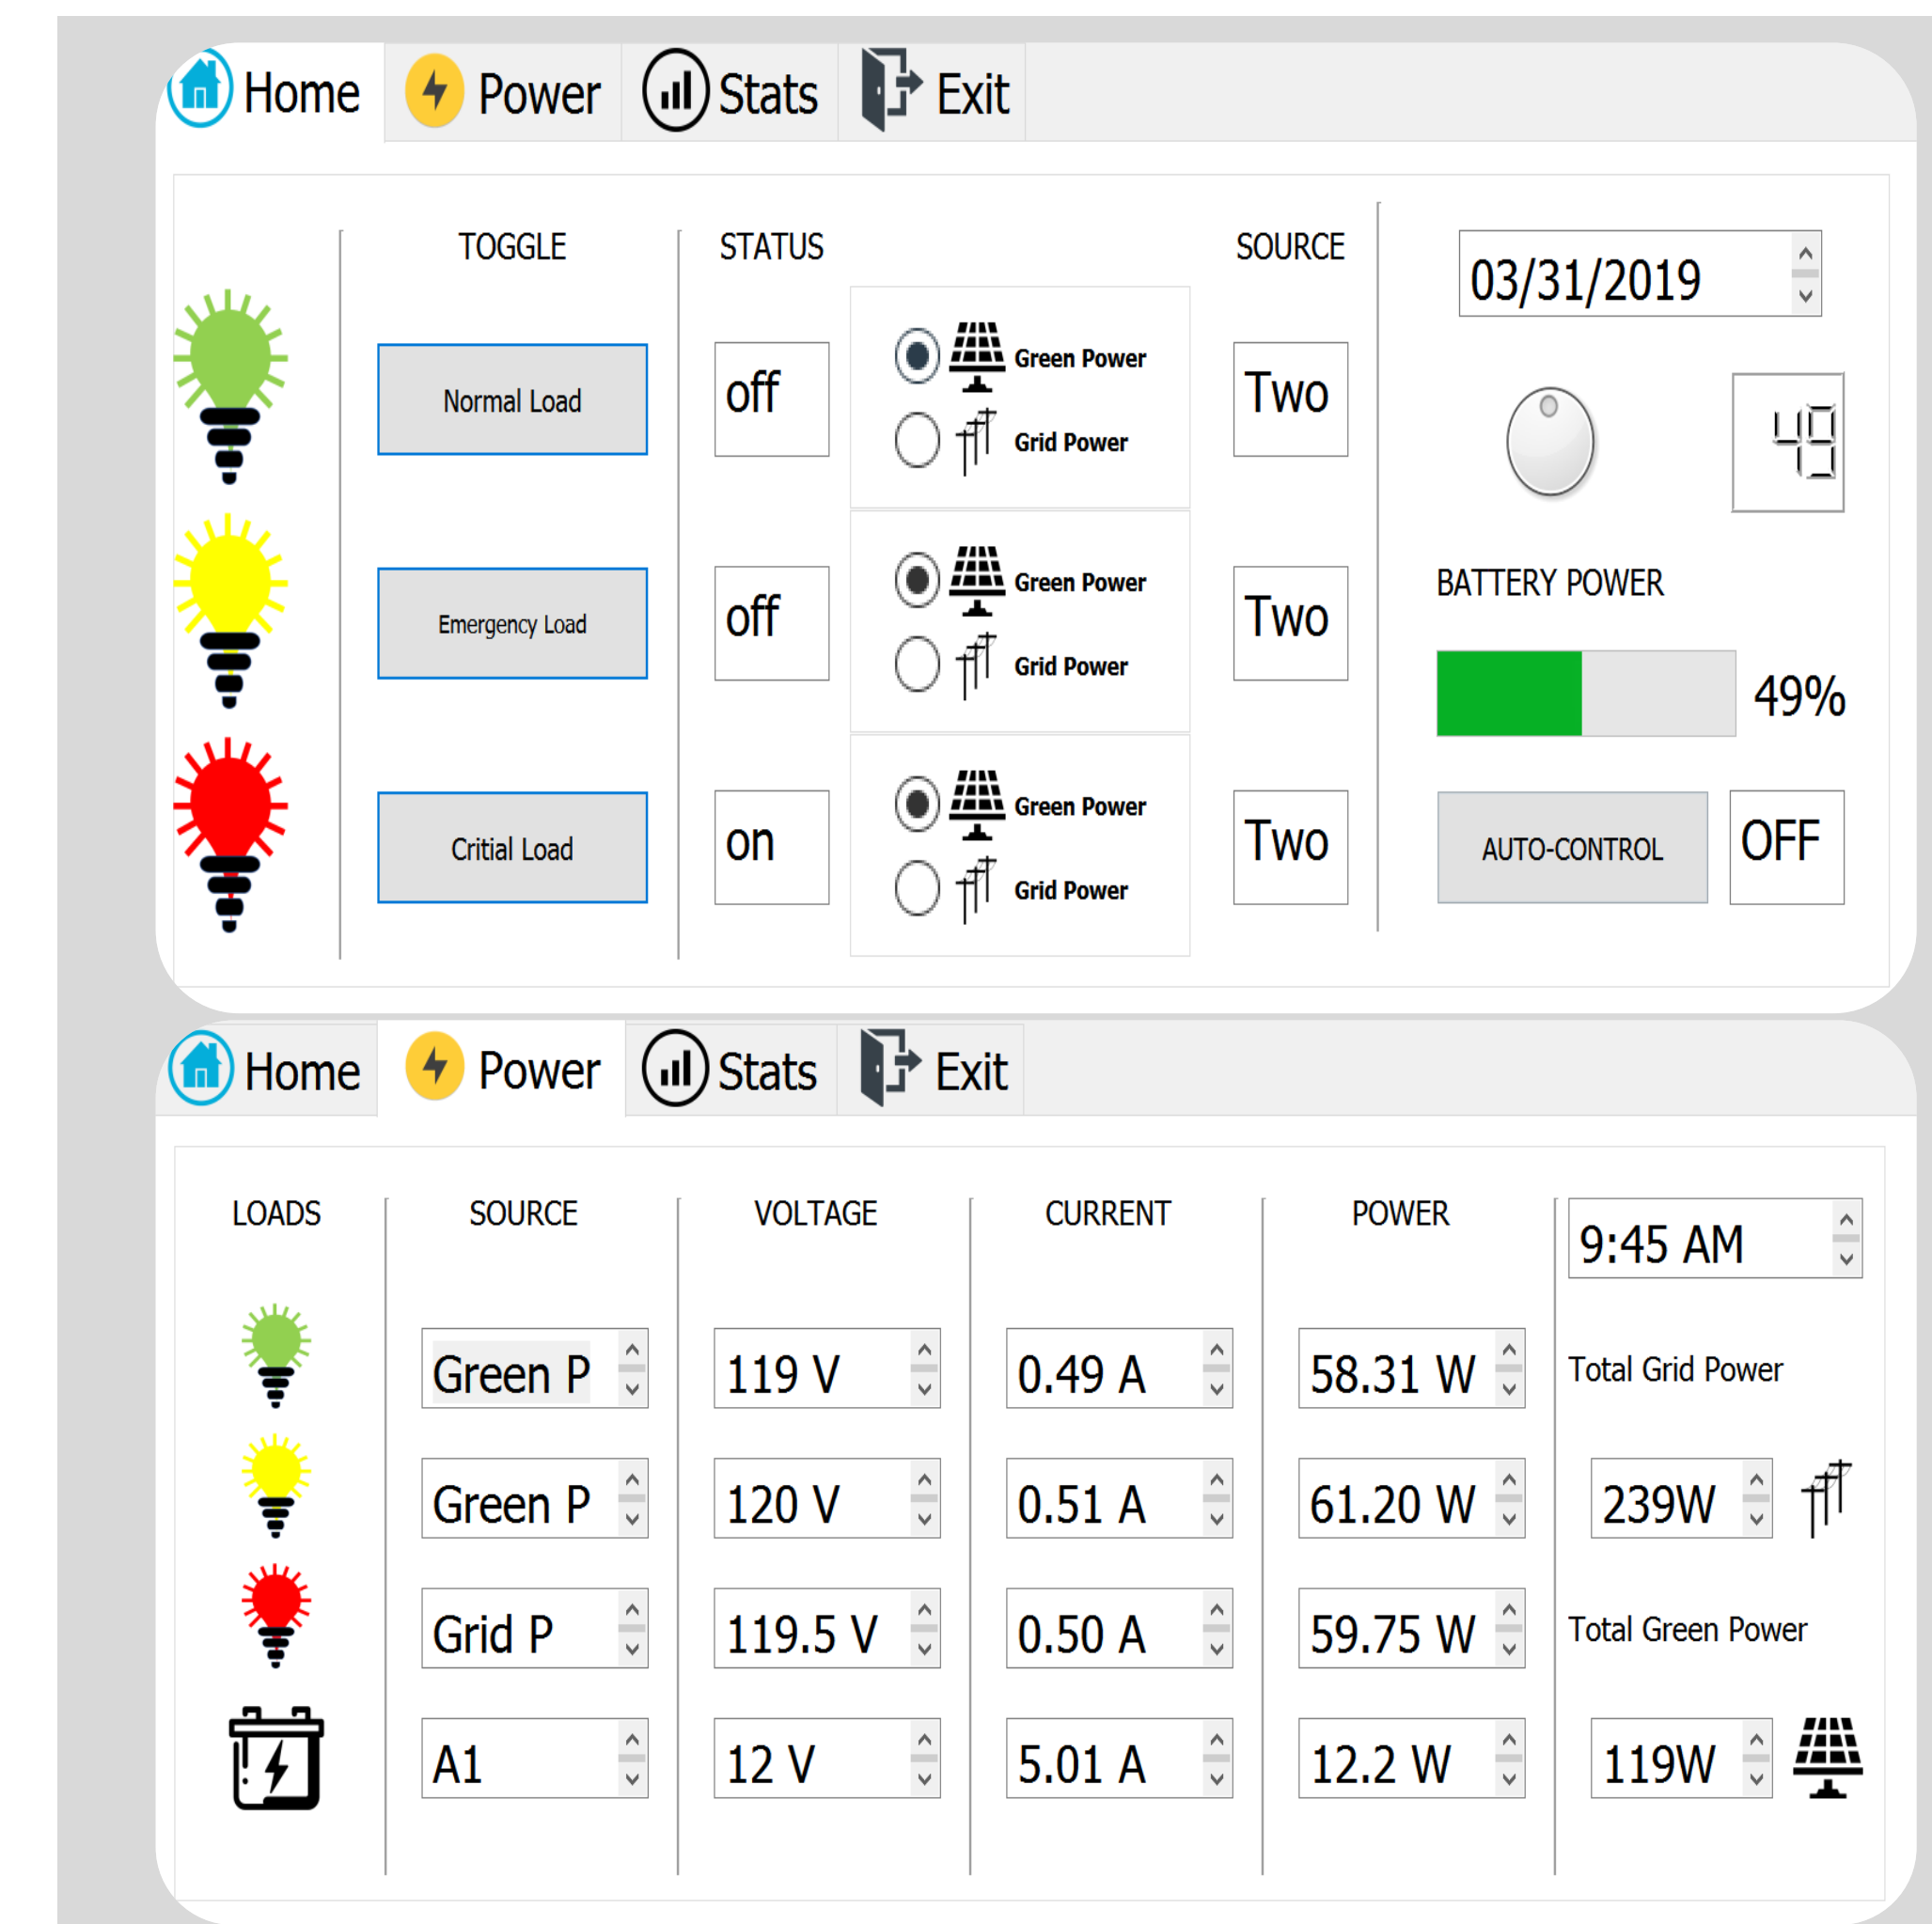 Home Power Stats Exit
TOGGLE STATUS SOURCE 03/31/2019
Normal Load off Green Power Two 49
Grid Power
BATTERY POWER
Emergency Load off Green Power Two
Grid Power
49%
Critial Load on Green Power Two AUTO-CONTROL OFF
Grid Power
Home Power Stats Exit
LOADS SOURCE VOLTAGE CURRENT POWER 9:45 AM
Green P 119 V 0.49 A 58.31 W Total Grid Power
Green P 120 V 0.51 A 61.20 W 239W
Grid P 119.5 V 0.50 A 59.75 W Total Green Power
A1 12 V 5.01 A 12.2 W 119W